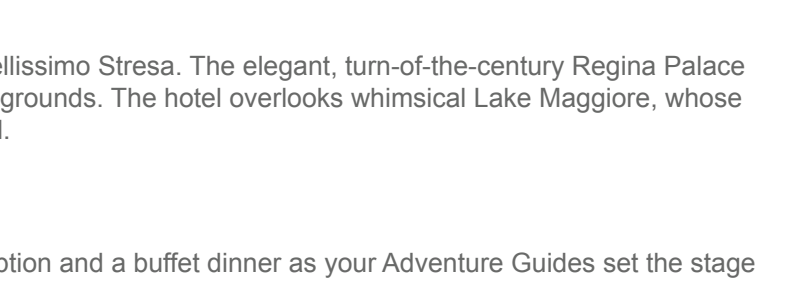 ellissimo Stresa. The elegant, turn-of-the-century Regina Palace
grounds. The hotel overlooks whimsical Lake Maggiore, whose
.
ption and a buffet dinner as your Adventure Guides set the stage